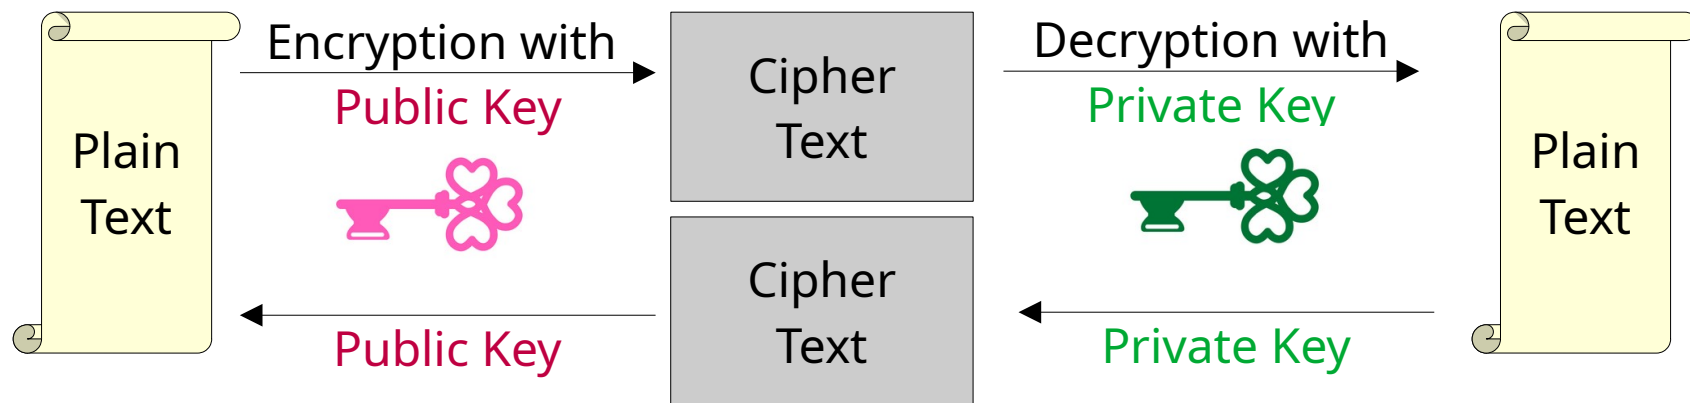 Plain
Text
Encryption with
Public Key
Cipher
Text
Decryption with
Private Key
Plain
Text
Public Key
Cipher
Text
Private Key